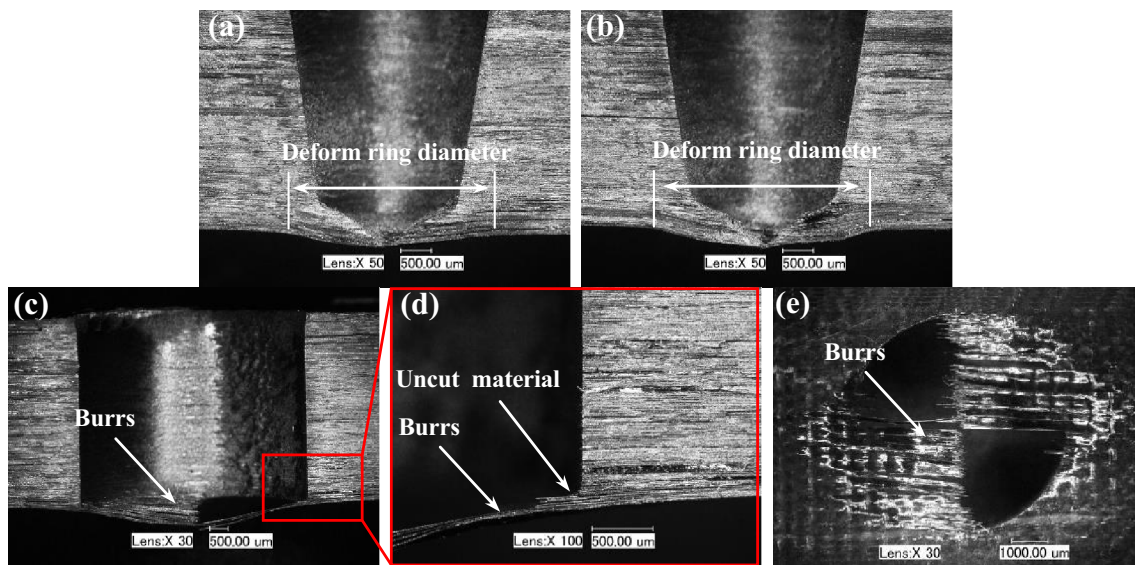 (a)
Deform ring diameter
Lens:X 50
500.00 um
(b)
Deform ring diameter
Lens:X 50
500.00 um
(c)
Burrs
Lens:X 30
500.00 um
(d)
Uncut material
Burrs
Lens:X 100
500.00 um
(e)
Burrs
Lens:X 30
1000.00 um